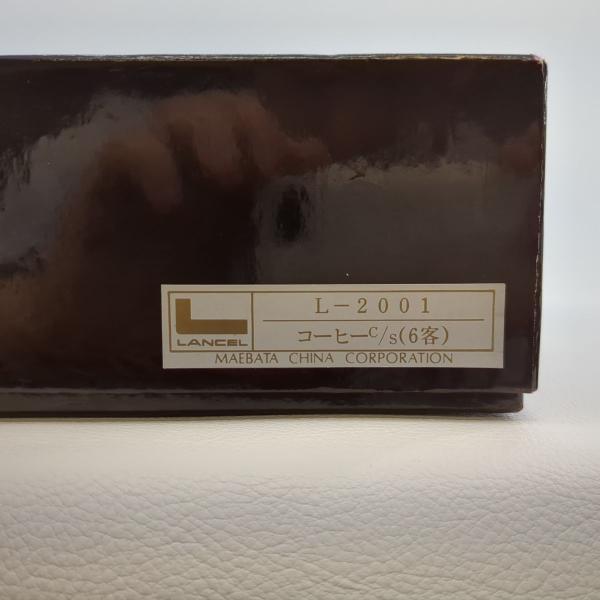 LANCEL
L-2001
コーヒーc/s(6客)
MAEBATA CHINA CORPORATION